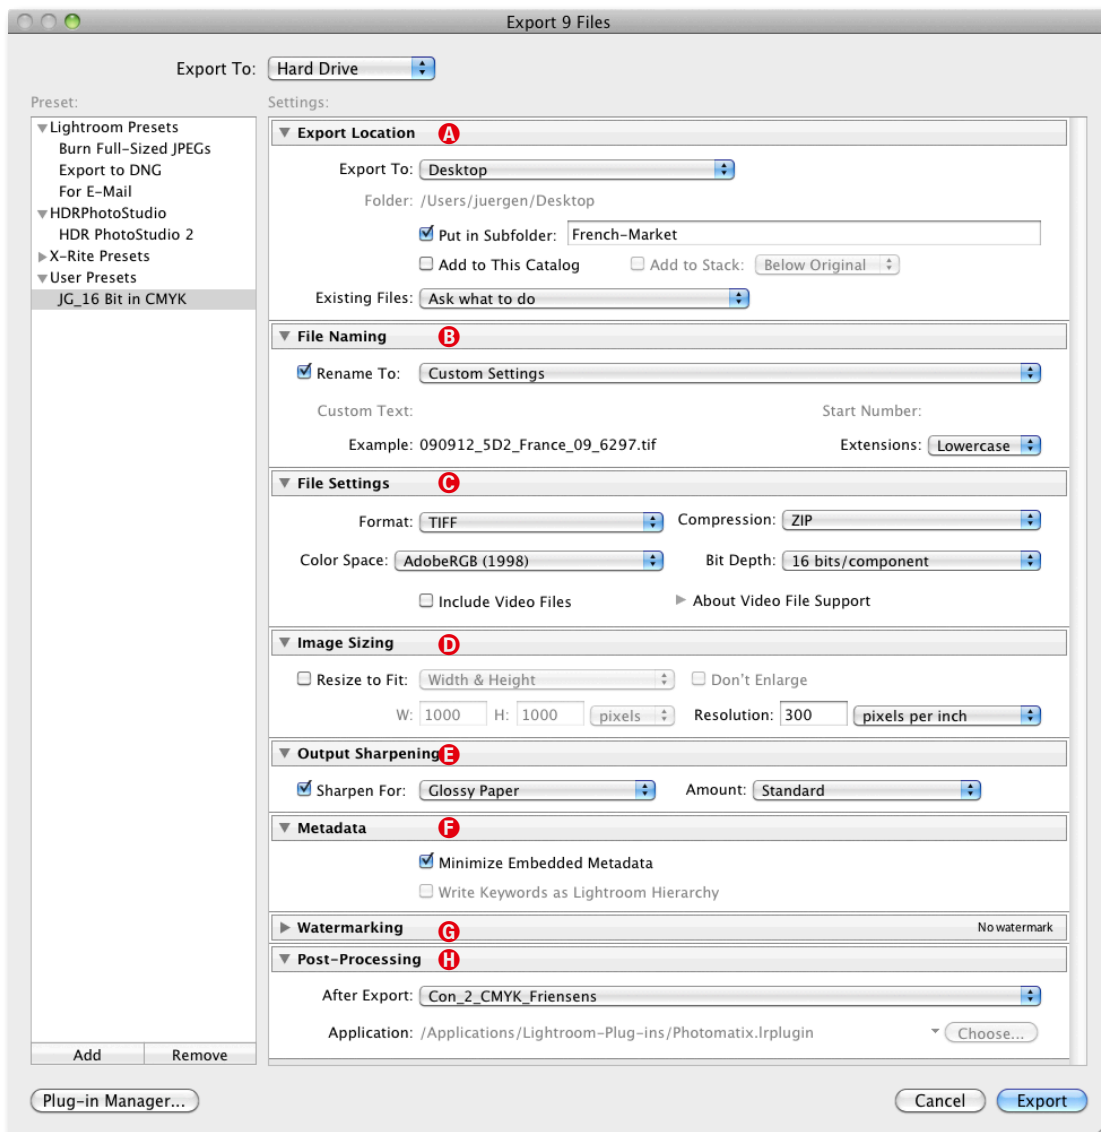 Export 9 Files
Export To: Hard Drive
Preset:
Settings:
Lightroom Presets
Burn Full-Sized JPEGs
Export to DNG
For E-Mail
HDRPhotoStudio
HDR PhotoStudio 2
X-Rite Presets
User Presets
JG_16 Bit in CMYK
Add Remove
Export Location A
Export To: Desktop
Folder: /Users/juergen/Desktop
Put in Subfolder: French-Market
Add to This Catalog Add to Stack: Below Original
Existing Files: Ask what to do
File Naming B
Rename To: Custom Settings
Custom Text: Start Number:
Example: 090912_5D2_France_09_6297.tif Extensions: Lowercase
File Settings C
Format: TIFF Compression: ZIP
Color Space: AdobeRGB (1998) Bit Depth: 16 bits/component
Include Video Files About Video File Support
Image Sizing D
Resize to Fit: Width & Height Don't Enlarge
W: 1000 H: 1000 pixels Resolution: 300 pixels per inch
Output Sharpening E
Sharpen For: Glossy Paper Amount: Standard
Metadata F
Minimize Embedded Metadata
Write Keywords as Lightroom Hierarchy
Watermarking G No watermark
Post-Processing H
After Export: Con_2_CMYK_Friensens
Application: /Applications/Lightroom-Plug-ins/Photomatix.lrplugin Choose...
Plug-in Manager... Cancel Export